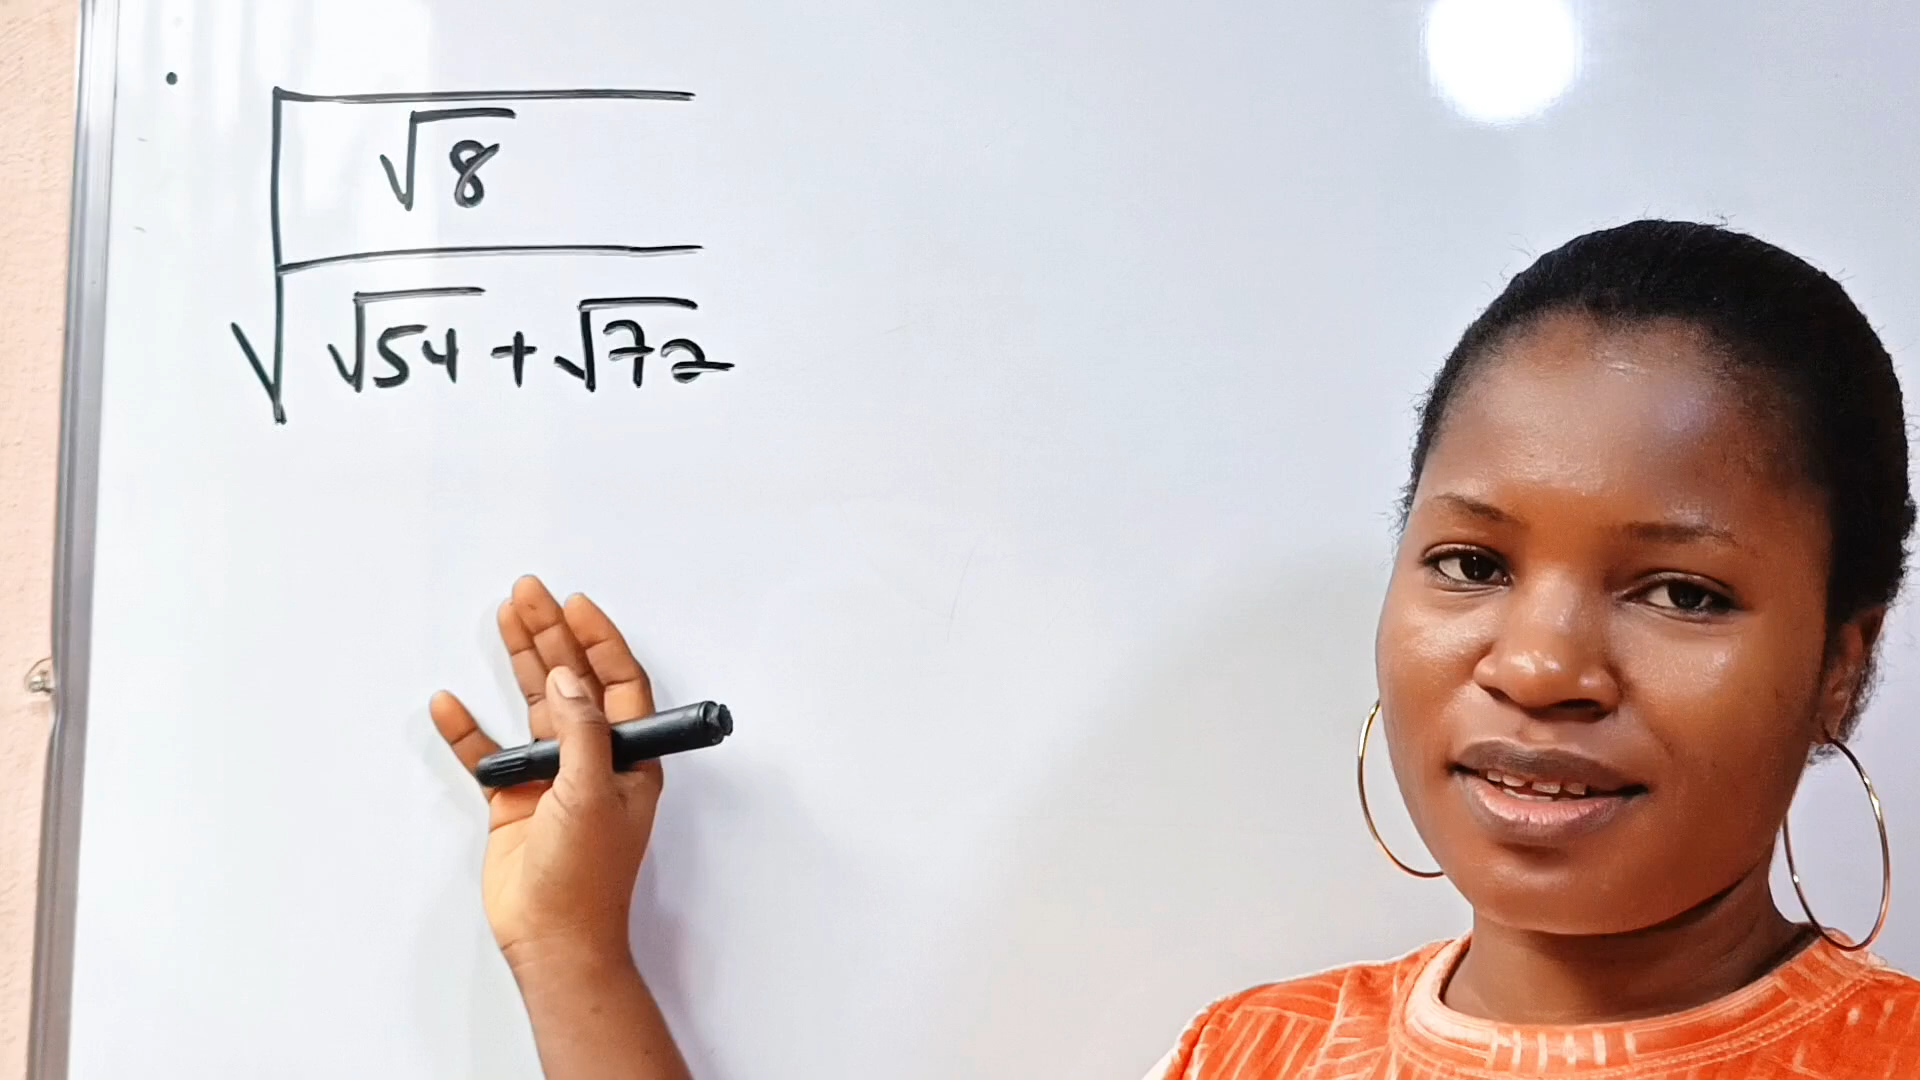 √(√8 / (√54 + √72))